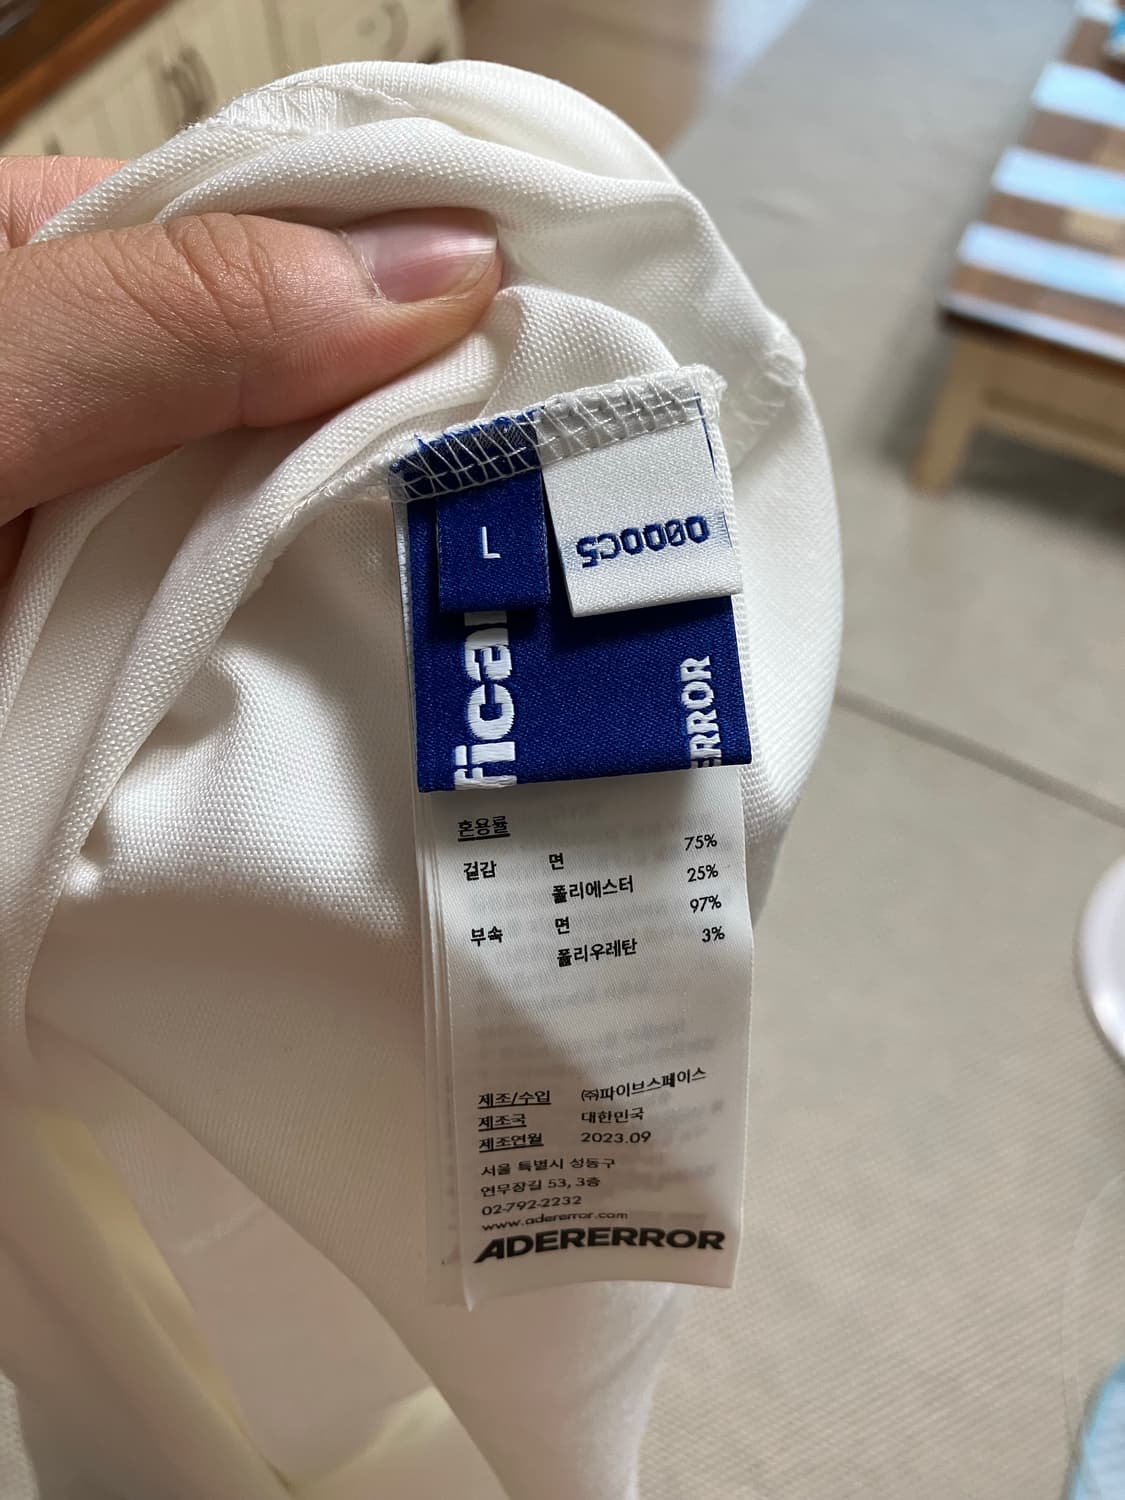 L
fical
ERROR
혼용률
겉감 면 75%
폴리에스터 25%
부속 면 97%
폴리우레탄 3%
제조/수입 ㈜파이브스페이스
제조국 대한민국
제조연월 2023.09
서울 특별시 성동구
연무장길 53, 3층
02-792-2232
www.adererror.com
ADERERROR